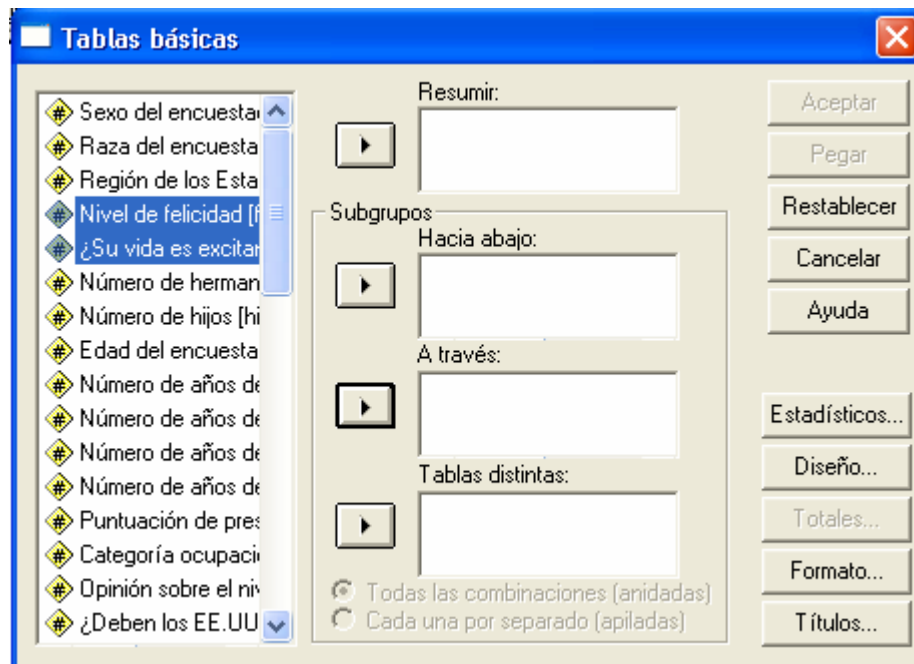 Tablas básicas
Sexo del encuesta
Raza del encuesta
Región de los Esta
Nivel de felicidad [f
¿Su vida es excitar
Número de herman
Número de hijos [hi
Edad del encuesta
Número de años de
Número de años de
Número de años de
Número de años de
Puntuación de pres
Categoría ocupaci
Opinión sobre el niv
¿Deben los EE.UU
Resumir:
Subgrupos
Hacia abajo:
A través:
Tablas distintas:
Todas las combinaciones (anidadas)
Cada una por separado (apiladas)
Aceptar
Pegar
Restablecer
Cancelar
Ayuda
Estadísticos...
Diseño...
Totales...
Formato...
Títulos...